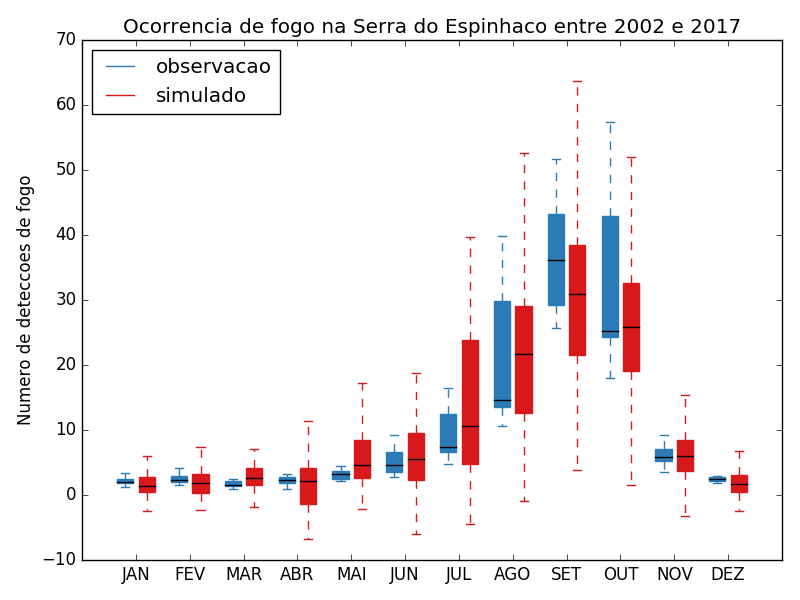 Ocorrencia de fogo na Serra do Espinhaco entre 2002 e 2017
70
60
50
40
30
20
10
0
−10
Numero de deteccoes de fogo
observacao
simulado
JAN FEV MAR ABR MAI JUN JUL AGO SET OUT NOV DEZ